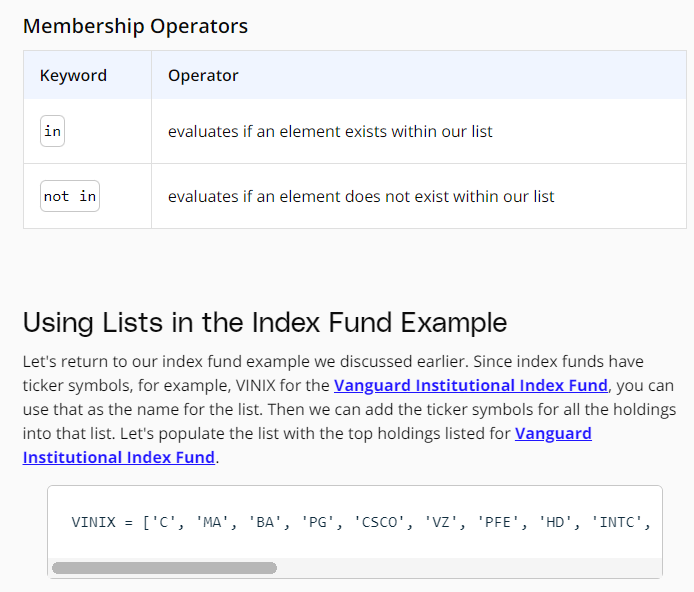 Membership Operators
Keyword Operator
in evaluates if an element exists within our list
not in evaluates if an element does not exist within our list
Using Lists in the Index Fund Example
Let's return to our index fund example we discussed earlier. Since index funds have
ticker symbols, for example, VINIX for the Vanguard Institutional Index Fund, you can
use that as the name for the list. Then we can add the ticker symbols for all the holdings
into that list. Let's populate the list with the top holdings listed for Vanguard
Institutional Index Fund.
VINIX = ['C', 'MA', 'BA', 'PG', 'CSCO', 'VZ', 'PFE', 'HD', 'INTC',